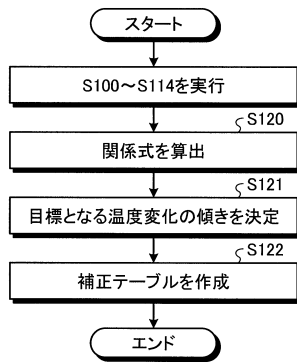 スタート
S100～S114を実行
S120
関係式を算出
S121
目標となる温度変化の傾きを決定
S122
補正テーブルを作成
エンド